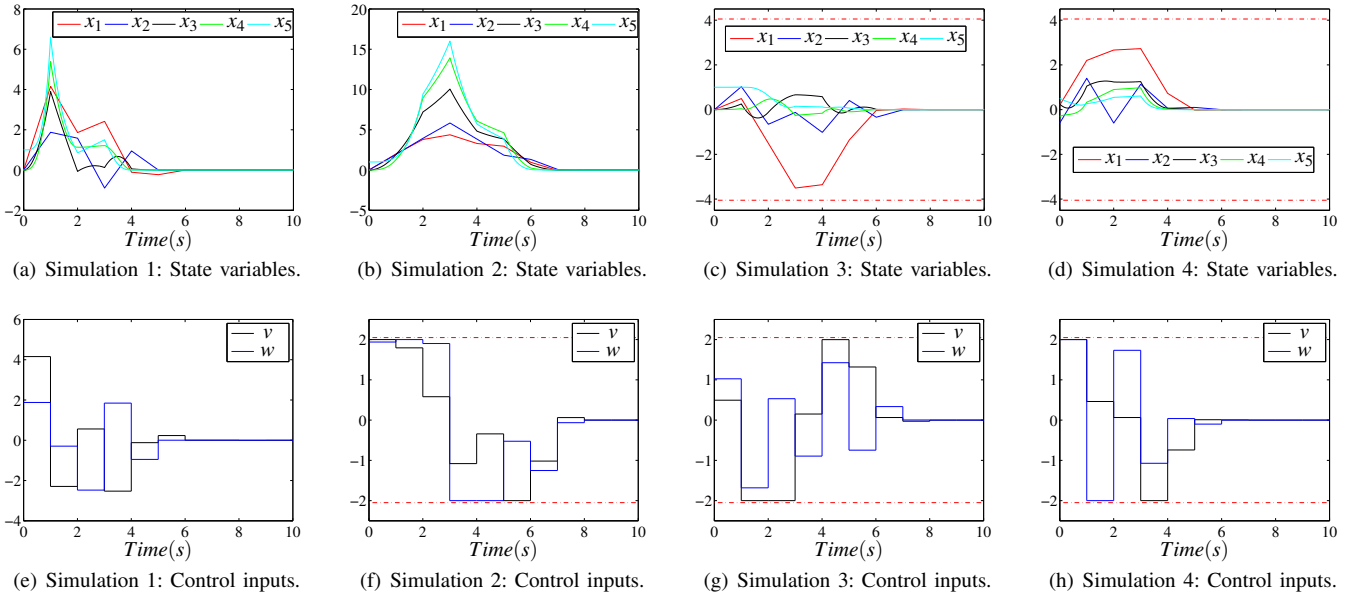 x1 x2 x3 x4 x5
8
6
4
2
0
−2
0 2 4 6 8 10
Time(s)
(a) Simulation 1: State variables.
x1 x2 x3 x4 x5
20
15
10
5
0
−5
0 2 4 6 8 10
Time(s)
(b) Simulation 2: State variables.
x1 x2 x3 x4 x5
4
2
0
−2
−4
0 2 4 6 8 10
Time(s)
(c) Simulation 3: State variables.
4
2
0
−2
−4
x1 x2 x3 x4 x5
0 2 4 6 8 10
Time(s)
(d) Simulation 4: State variables.
v
w
6
4
2
0
−2
−4
0 2 4 6 8 10
Time(s)
(e) Simulation 1: Control inputs.
v
w
2
1
0
−1
−2
0 2 4 6 8 10
Time(s)
(f) Simulation 2: Control inputs.
v
w
2
1
0
−1
−2
0 2 4 6 8 10
Time(s)
(g) Simulation 3: Control inputs.
v
w
2
1
0
−1
−2
0 2 4 6 8 10
Time(s)
(h) Simulation 4: Control inputs.